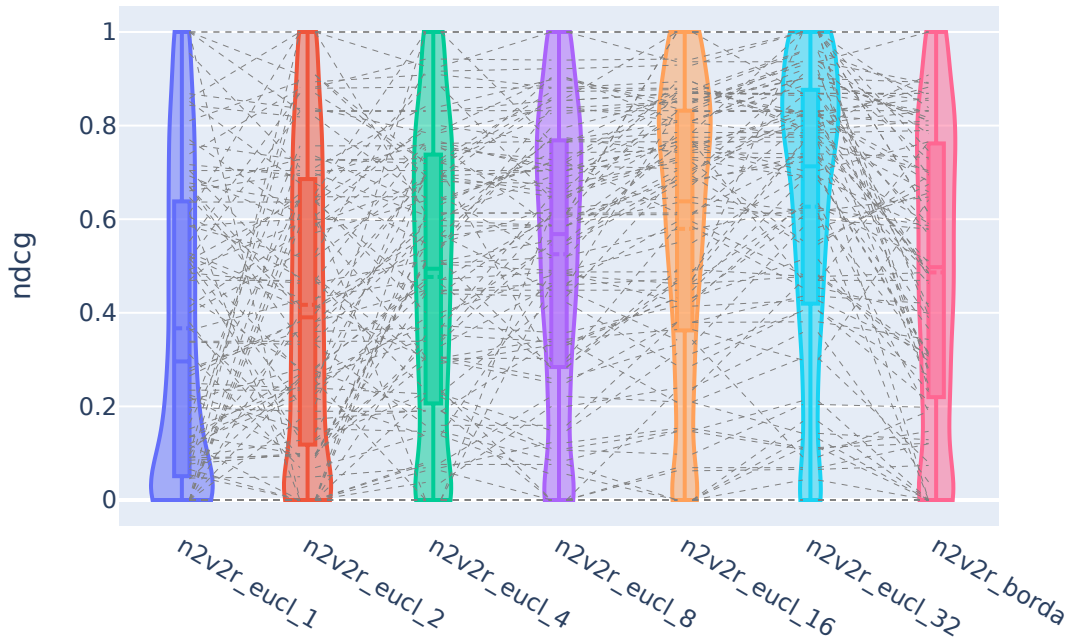 ndcg
1
0.8
0.6
0.4
0.2
0
n2v2r_eucl_1
n2v2r_eucl_2
n2v2r_eucl_4
n2v2r_eucl_8
n2v2r_eucl_16
n2v2r_eucl_32
n2v2r_borda